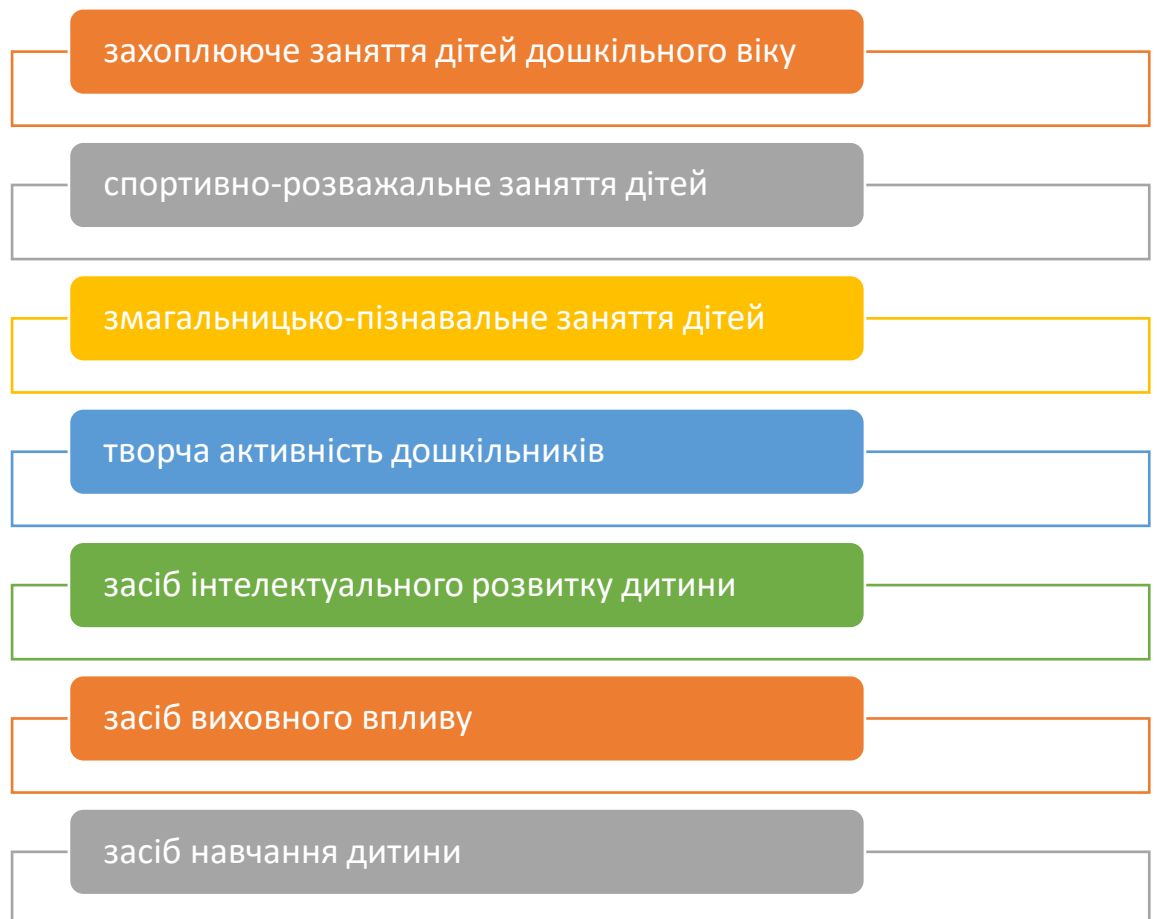 захоплююче заняття дітей дошкільного віку
спортивно-розважальне заняття дітей
змагальницько-пізнавальне заняття дітей
творча активність дошкільників
засіб інтелектуального розвитку дитини
засіб виховного впливу
засіб навчання дитини